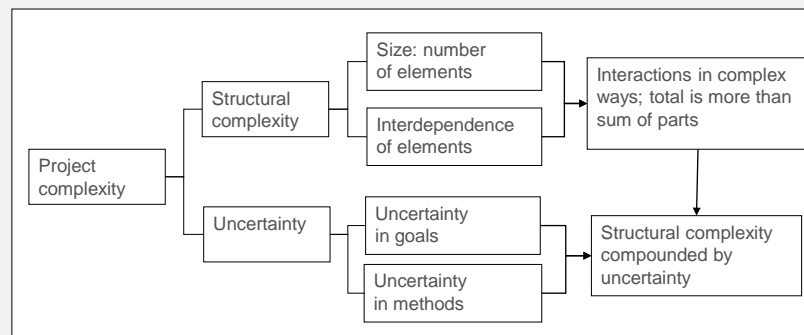 Size: number
of elements
Interactions in complex
ways; total is more than
sum of parts
Structural
complexity
Interdependence
of elements
Project
complexity
Uncertainty
Uncertainty
in goals
Structural complexity
compounded by
uncertainty
Uncertainty
in methods